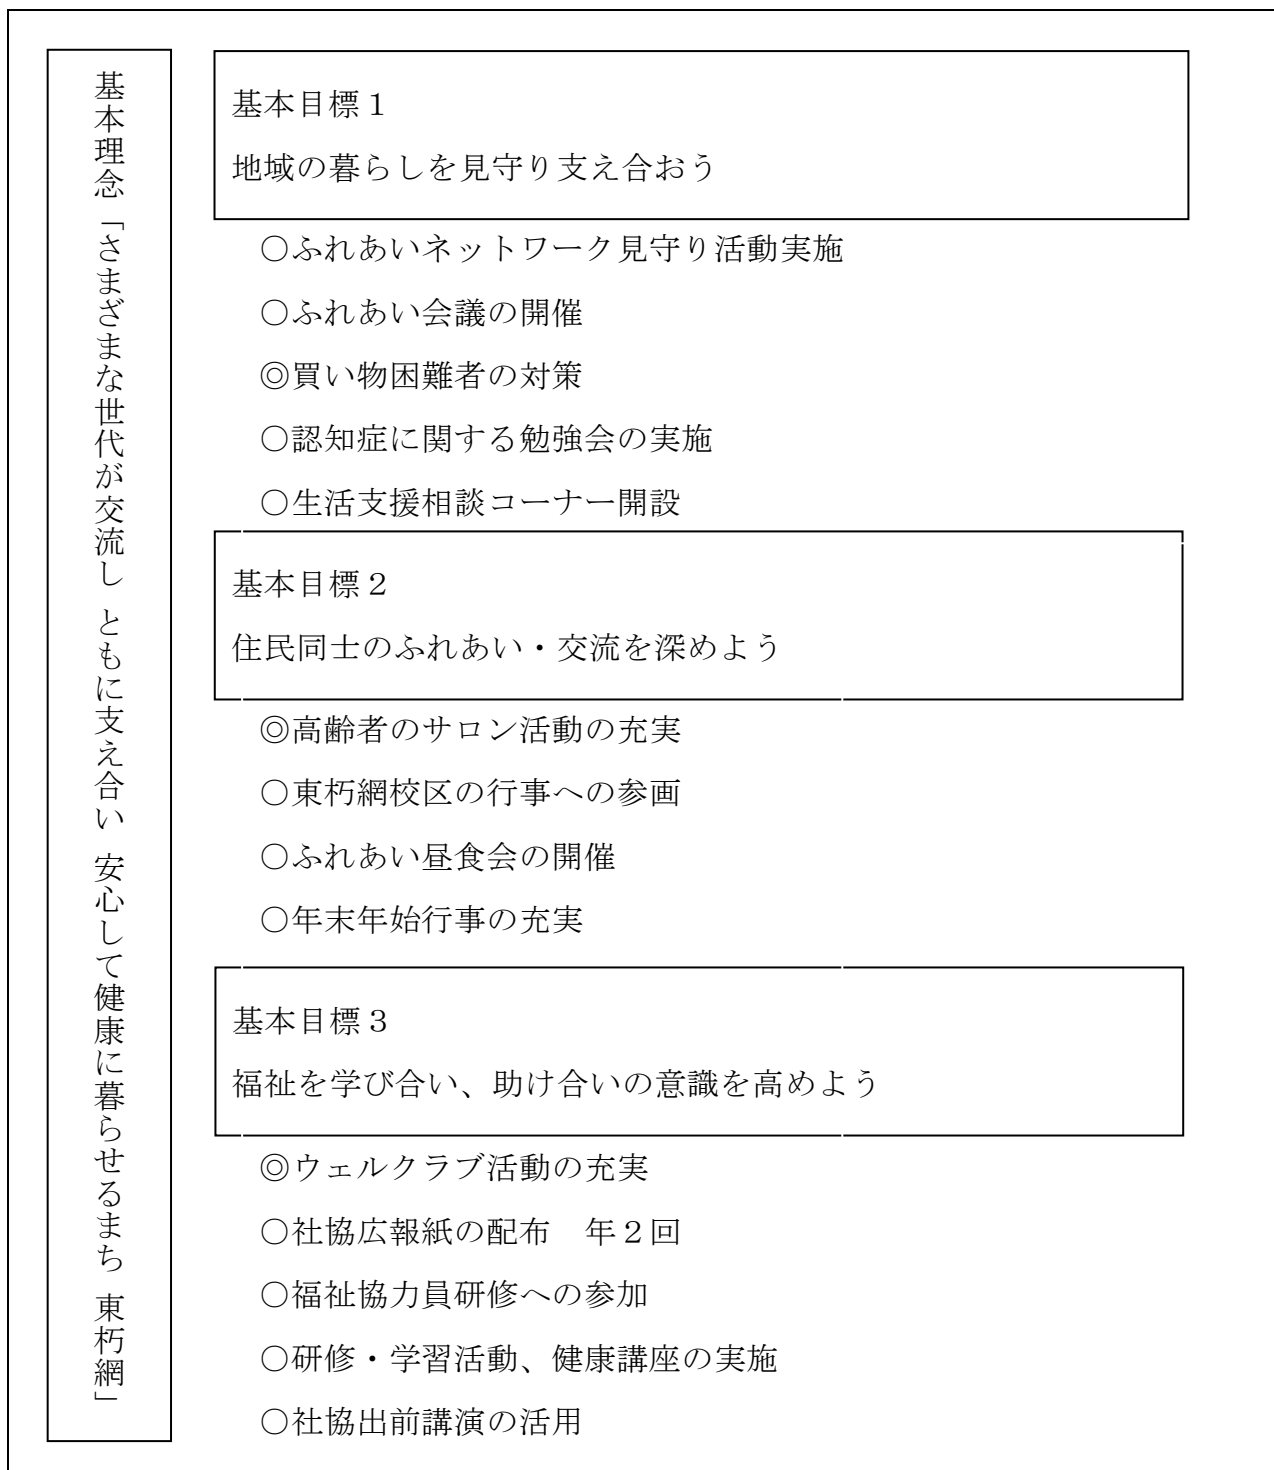 基本理念「さまざまな世代が交流し ともに支え合い 安心して健康に暮らせるまち 東朽網」
基本目標１
地域の暮らしを見守り支え合おう
○ふれあいネットワーク見守り活動実施
○ふれあい会議の開催
◎買い物困難者の対策
○認知症に関する勉強会の実施
○生活支援相談コーナー開設
基本目標２
住民同士のふれあい・交流を深めよう
◎高齢者のサロン活動の充実
○東朽網校区の行事への参画
○ふれあい昼食会の開催
○年末年始行事の充実
基本目標３
福祉を学び合い、助け合いの意識を高めよう
◎ウェルクラブ活動の充実
○社協広報紙の配布　年２回
○福祉協力員研修への参加
○研修・学習活動、健康講座の実施
○社協出前講演の活用